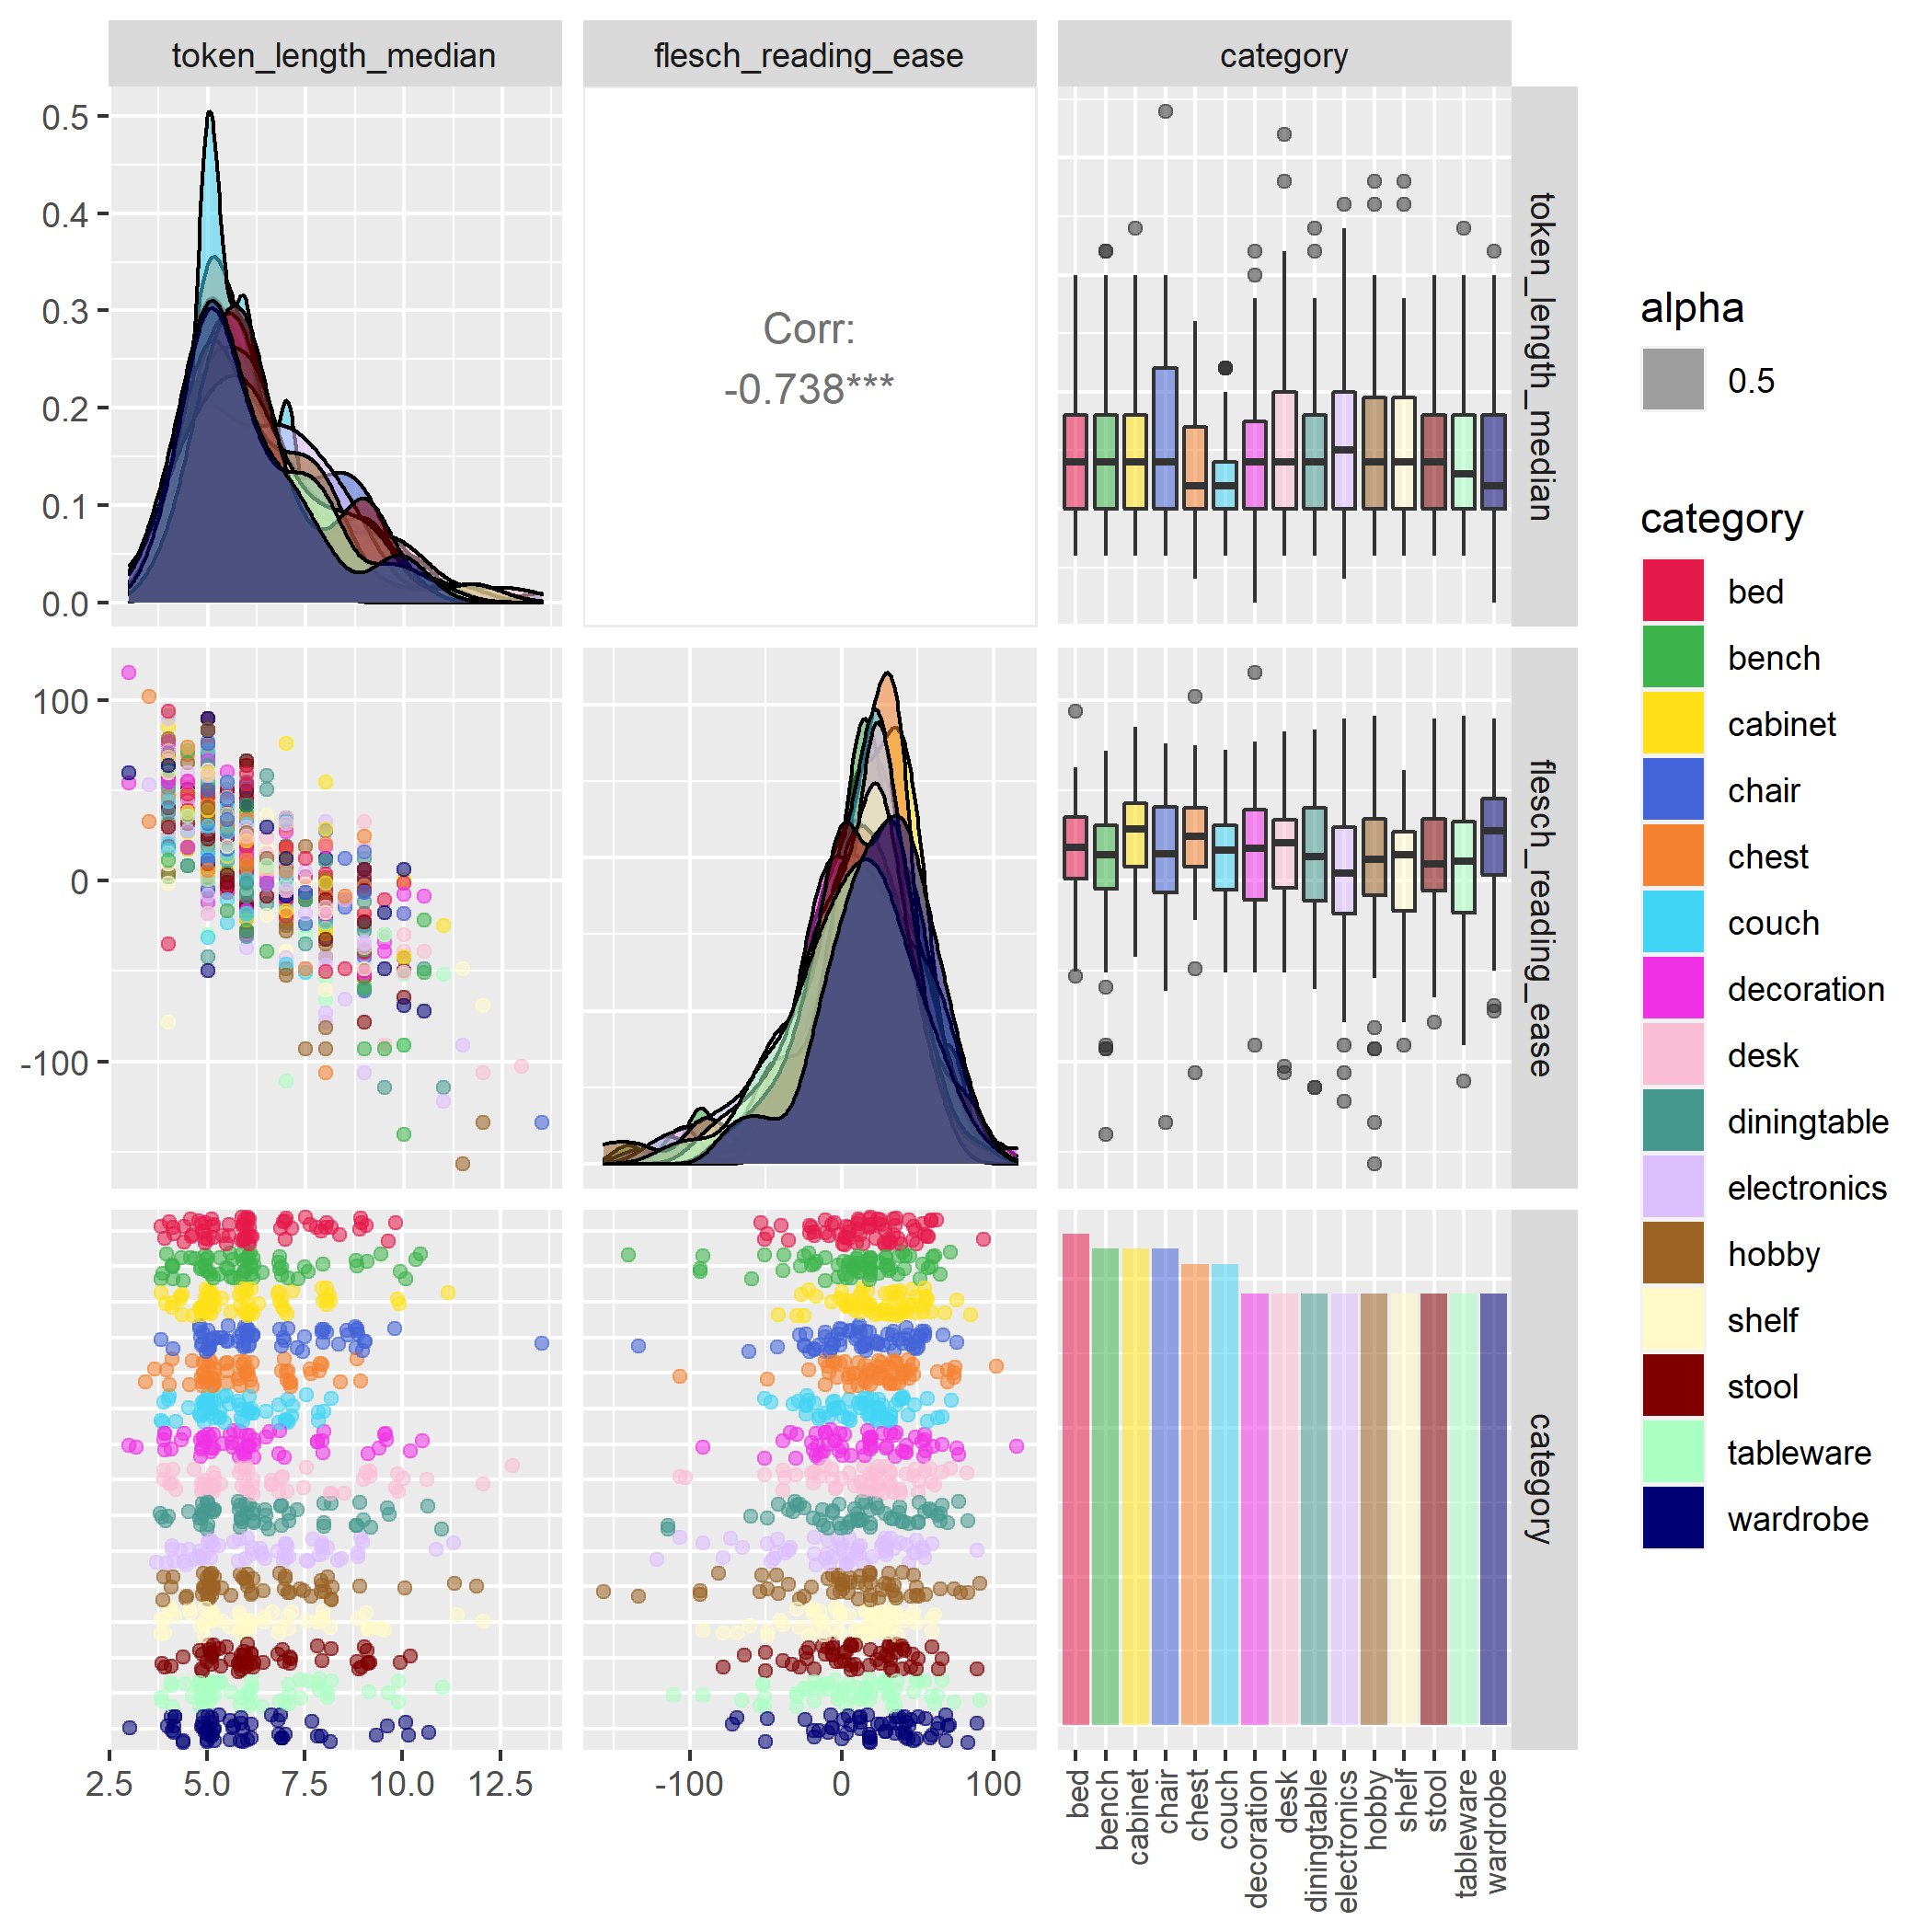 token_length_median
flesch_reading_ease
category
0.5
0.4
0.3
0.2
0.1
0.0
Corr:
-0.738***
token_length_median
100
0
-100
flesch_reading_ease
category
2.5 5.0 7.5 10.0 12.5
-100 0 100
bed
bench
cabinet
chair
chest
couch
decoration
desk
diningtable
electronics
hobby
shelf
stool
tableware
wardrobe
alpha
0.5
category
bed
bench
cabinet
chair
chest
couch
decoration
desk
diningtable
electronics
hobby
shelf
stool
tableware
wardrobe